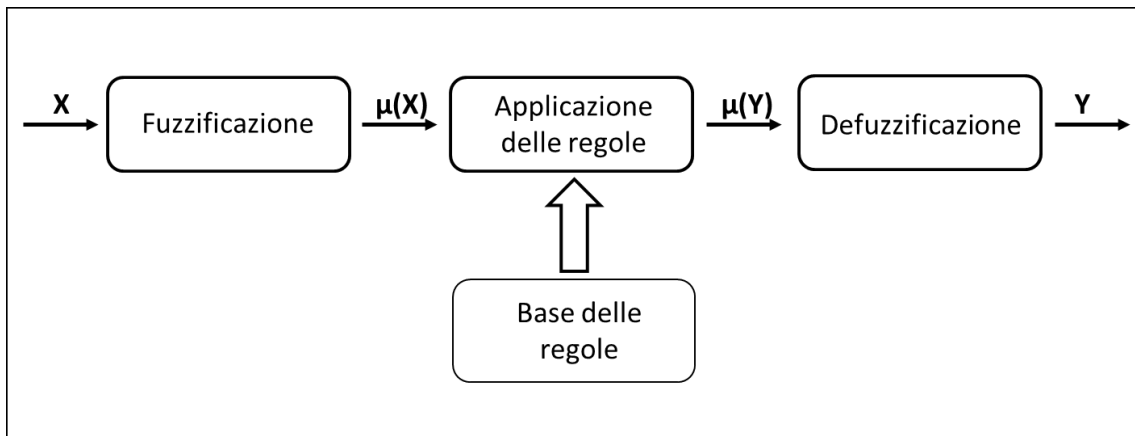 X
Fuzzificazione
μ(X)
Applicazione
delle regole
μ(Y)
Defuzzificazione
Y
Base delle
regole